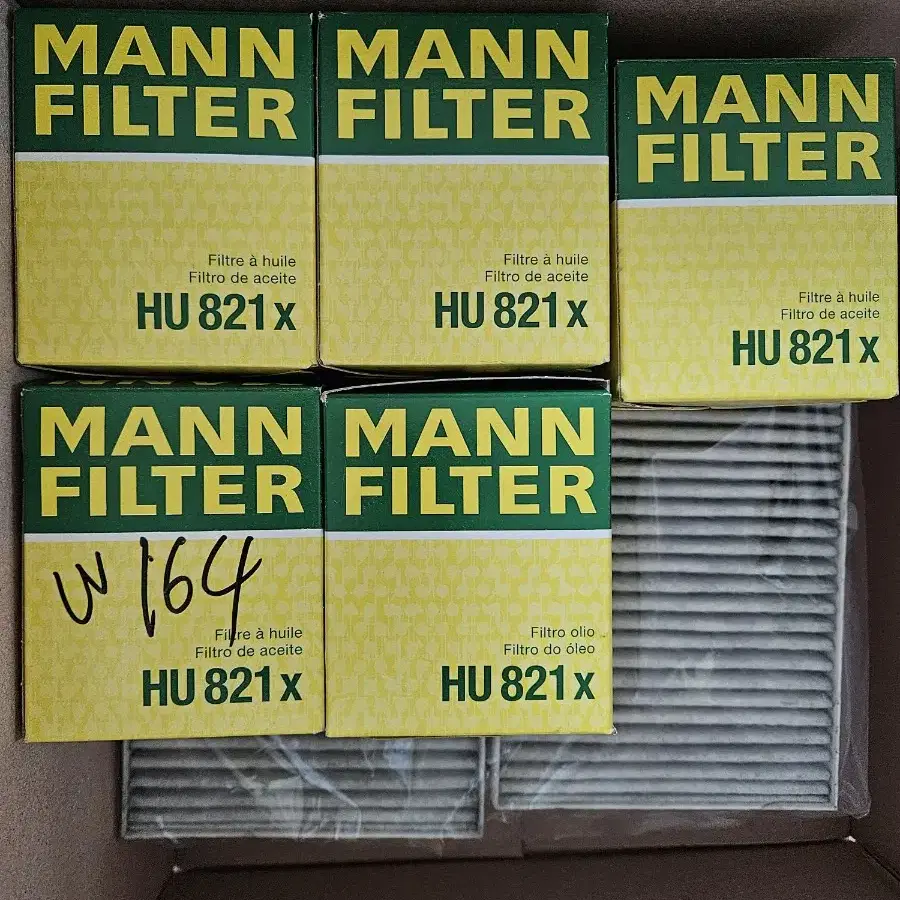 MANN
FILTER
Filtre à huile
Filtro de aceite
HU 821 x
MANN
FILTER
Filtre à huile
Filtro de aceite
HU 821 x
MANN
FILTER
Filtre à huile
Filtro de aceite
HU 821 x
MANN
FILTER
W 164
Filtre à huile
Filtro de aceite
HU 821 x
MANN
FILTER
Filtro olio
Filtro do óleo
HU 821 x